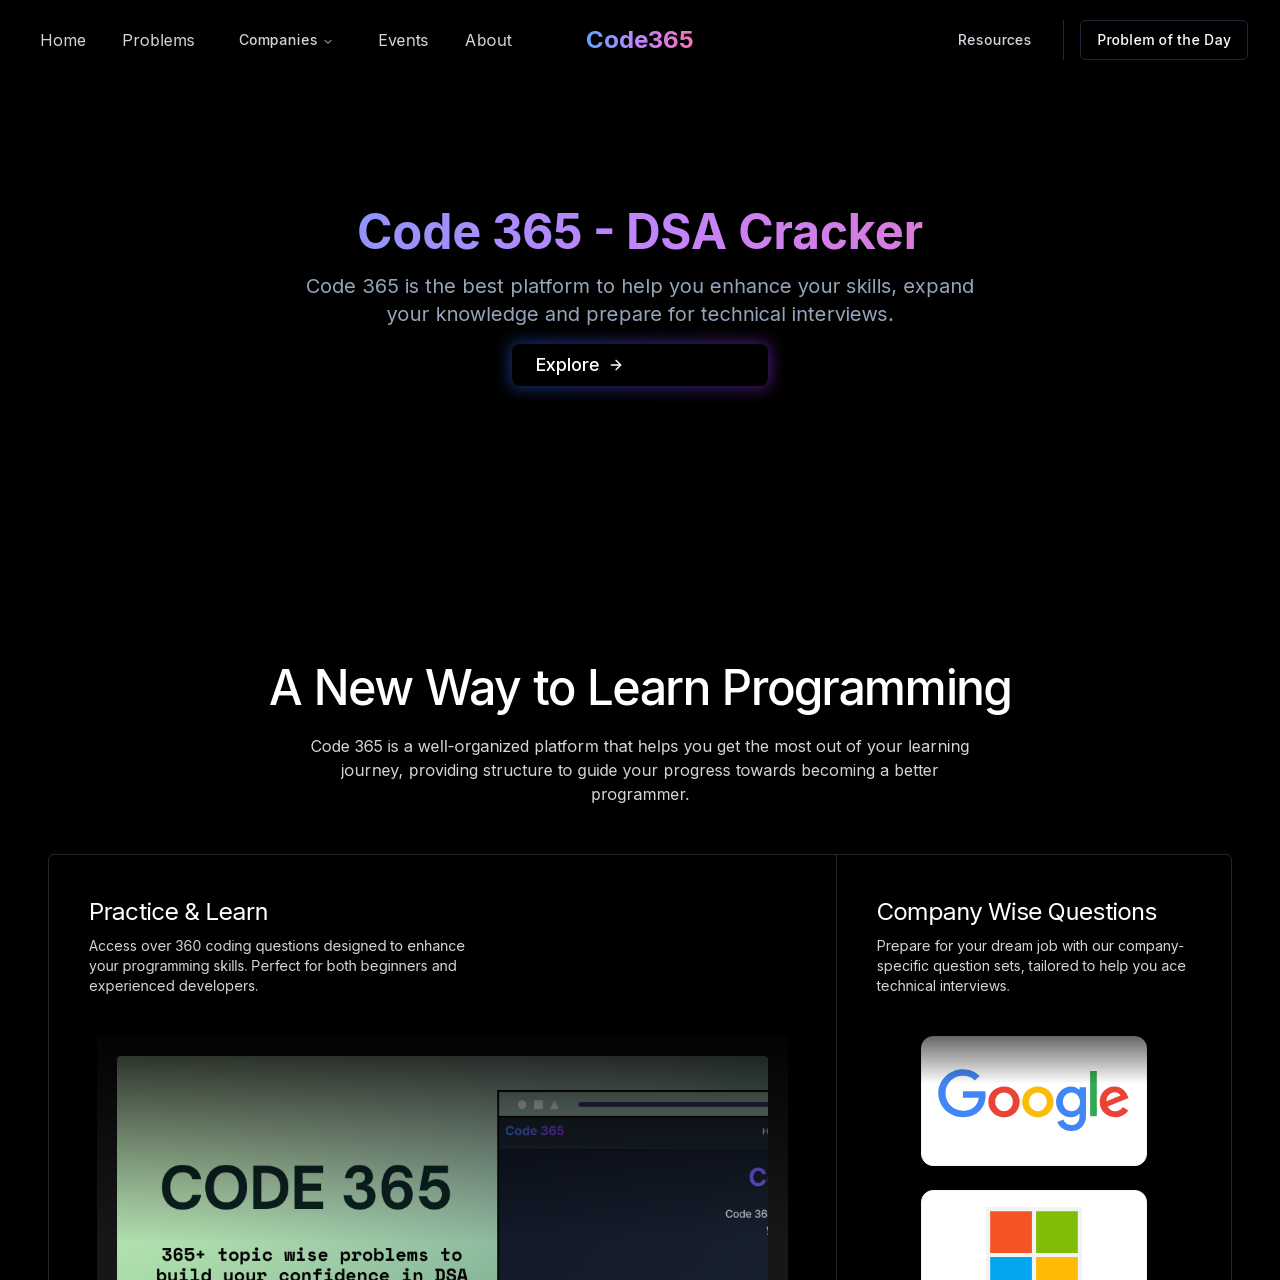 Home
Problems
Companies
Events
About
Code365
Resources
Problem of the Day
Code 365 - DSA Cracker
Code 365 is the best platform to help you enhance your skills, expand
your knowledge and prepare for technical interviews.
Explore
A New Way to Learn Programming
Code 365 is a well-organized platform that helps you get the most out of your learning
journey, providing structure to guide your progress towards becoming a better
programmer.
Practice & Learn
Access over 360 coding questions designed to enhance
your programming skills. Perfect for both beginners and
experienced developers.
Code 365
CODE 365
Code 36
365+ topic wise problems to
build your confidence in DSA
Company Wise Questions
Prepare for your dream job with our company-
specific question sets, tailored to help you ace
technical interviews.
Google